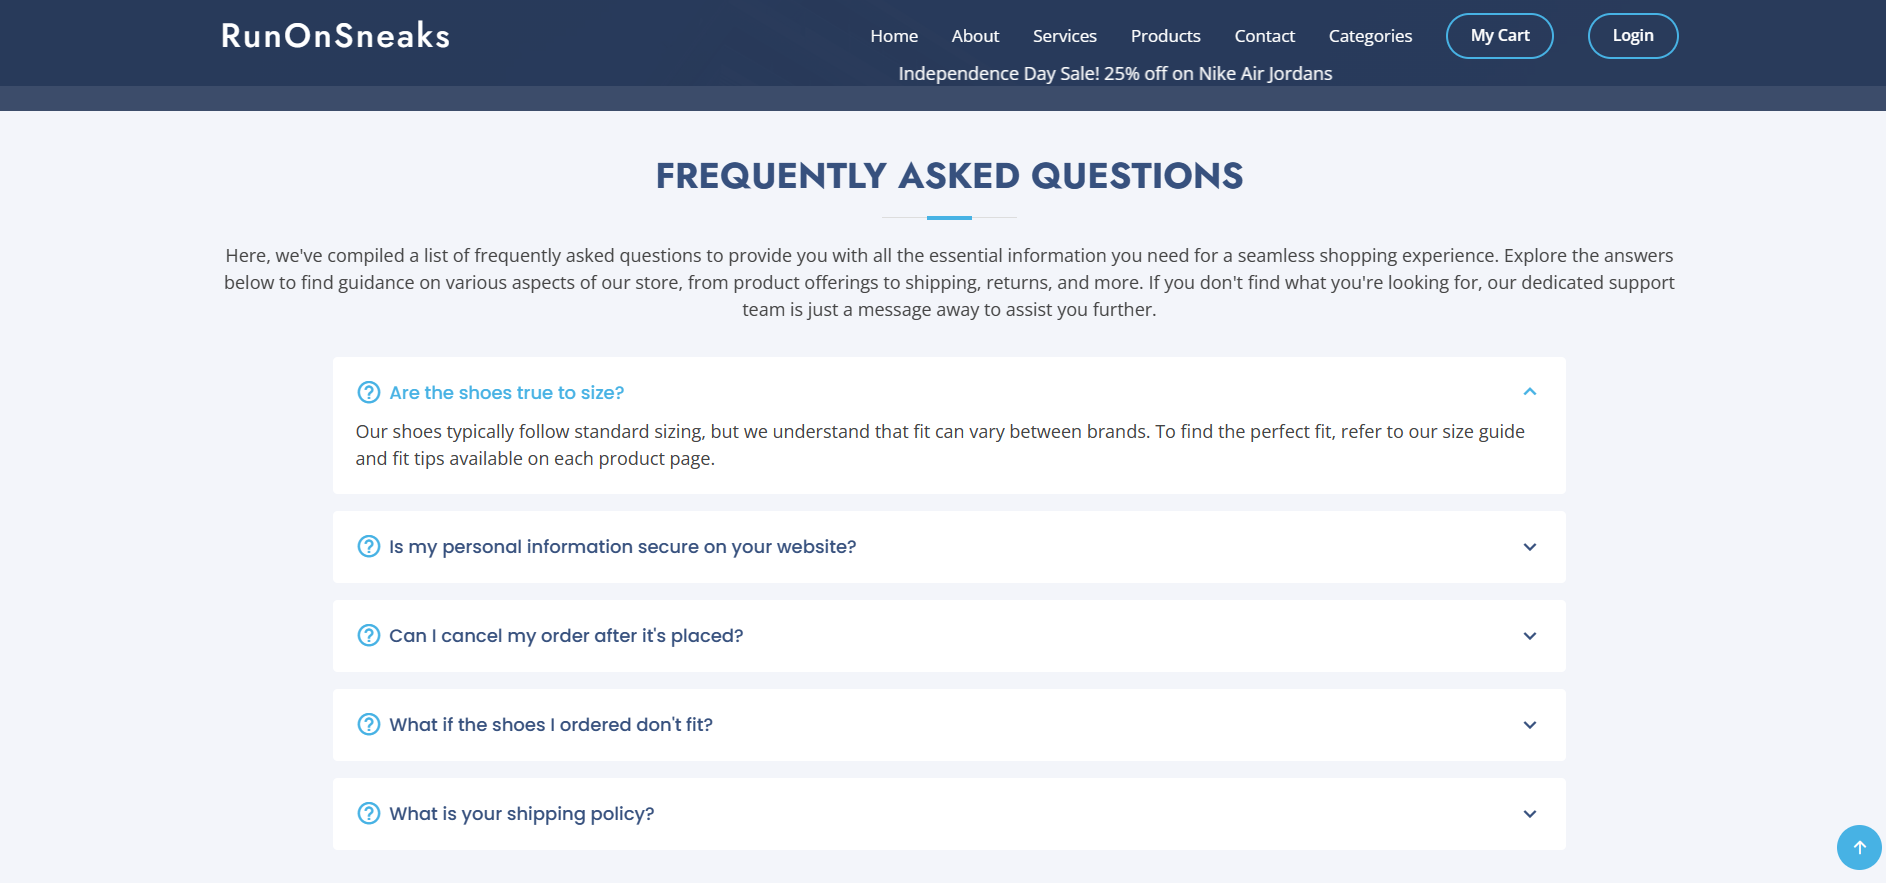 RunOnSneaks
Home About Services Products Contact Categories My Cart Login
Independence Day Sale! 25% off on Nike Air Jordans
FREQUENTLY ASKED QUESTIONS
Here, we've compiled a list of frequently asked questions to provide you with all the essential information you need for a seamless shopping experience. Explore the answers
below to find guidance on various aspects of our store, from product offerings to shipping, returns, and more. If you don't find what you're looking for, our dedicated support
team is just a message away to assist you further.
Are the shoes true to size?
Our shoes typically follow standard sizing, but we understand that fit can vary between brands. To find the perfect fit, refer to our size guide
and fit tips available on each product page.
Is my personal information secure on your website?
Can I cancel my order after it's placed?
What if the shoes I ordered don't fit?
What is your shipping policy?